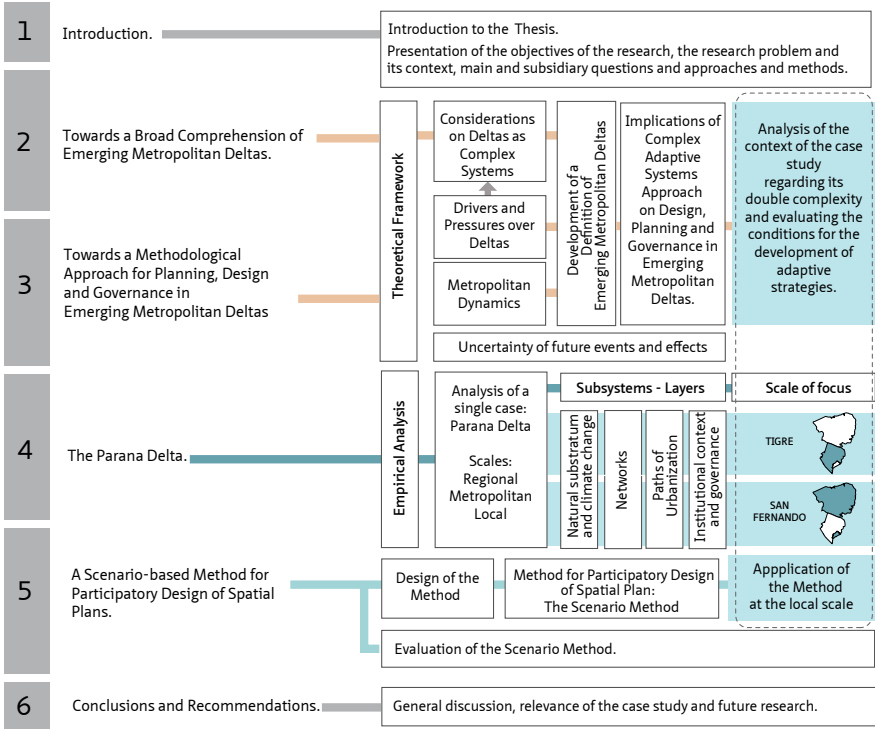 1
Introduction.
Introduction to the Thesis.
Presentation of the objectives of the research, the research problem and
its context, main and subsidiary questions and approaches and methods.
2
Towards a Broad Comprehension of
Emerging Metropolitan Deltas.
3
Towards a Methodological
Approach for Planning, Design
and Governance in
Emerging Metropolitan Deltas
Theoretical Framework
Considerations
on Deltas as
Complex
Systems
Drivers and
Pressures over
Deltas
Metropolitan
Dynamics
Development of a
Definition of
Emerging Metropolitan Deltas
Implications of
Complex
Adaptive
Systems
Approach
on Design,
Planning and
Governance in
Emerging
Metropolitan
Deltas.
Analysis of the
context of the case
study
regarding its
double complexity
and evaluating the
conditions for the
development of
adaptive
strategies.
Uncertainty of future events and effects
4
The Parana Delta.
Empirical Analysis
Analysis of a
single case:
Parana Delta
Scales:
Regional
Metropolitan
Local
Subsystems - Layers
Scale of focus
Natural substratum
and climate change
Networks
Paths of
Urbanization
Institutional context
and governance
TIGRE
SAN
FERNANDO
5
A Scenario-based Method for
Participatory Design of Spatial
Plans.
Design of the
Method
Method for Participatory Design
of Spatial Plan:
The Scenario Method
Appplication of
the Method
at the local scale
Evaluation of the Scenario Method.
6
Conclusions and Recommendations.
General discussion, relevance of the case study and future research.